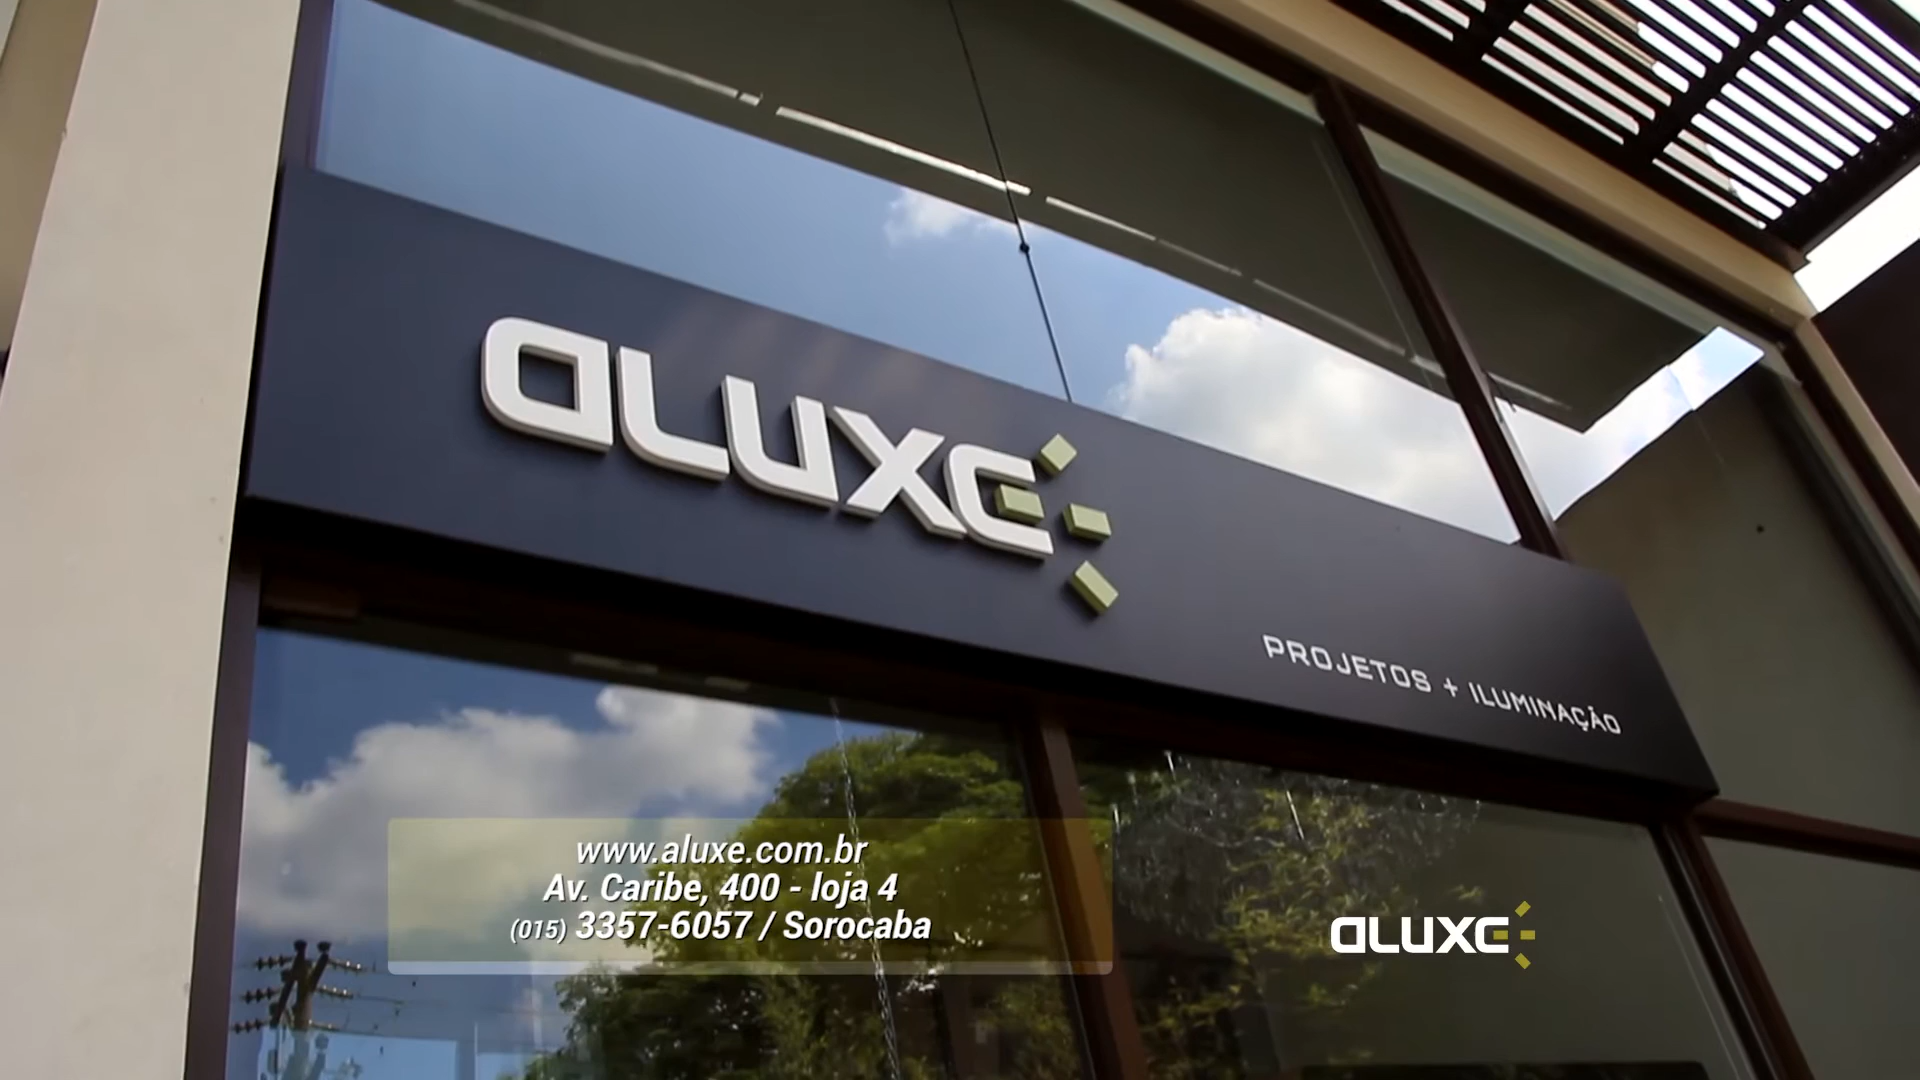 aLUXE
PROJETOS + ILUMINAÇÃO
www.aluxe.com.br
Av. Caribe, 400 - loja 4
(015) 3357-6057 / Sorocaba
aLUXE